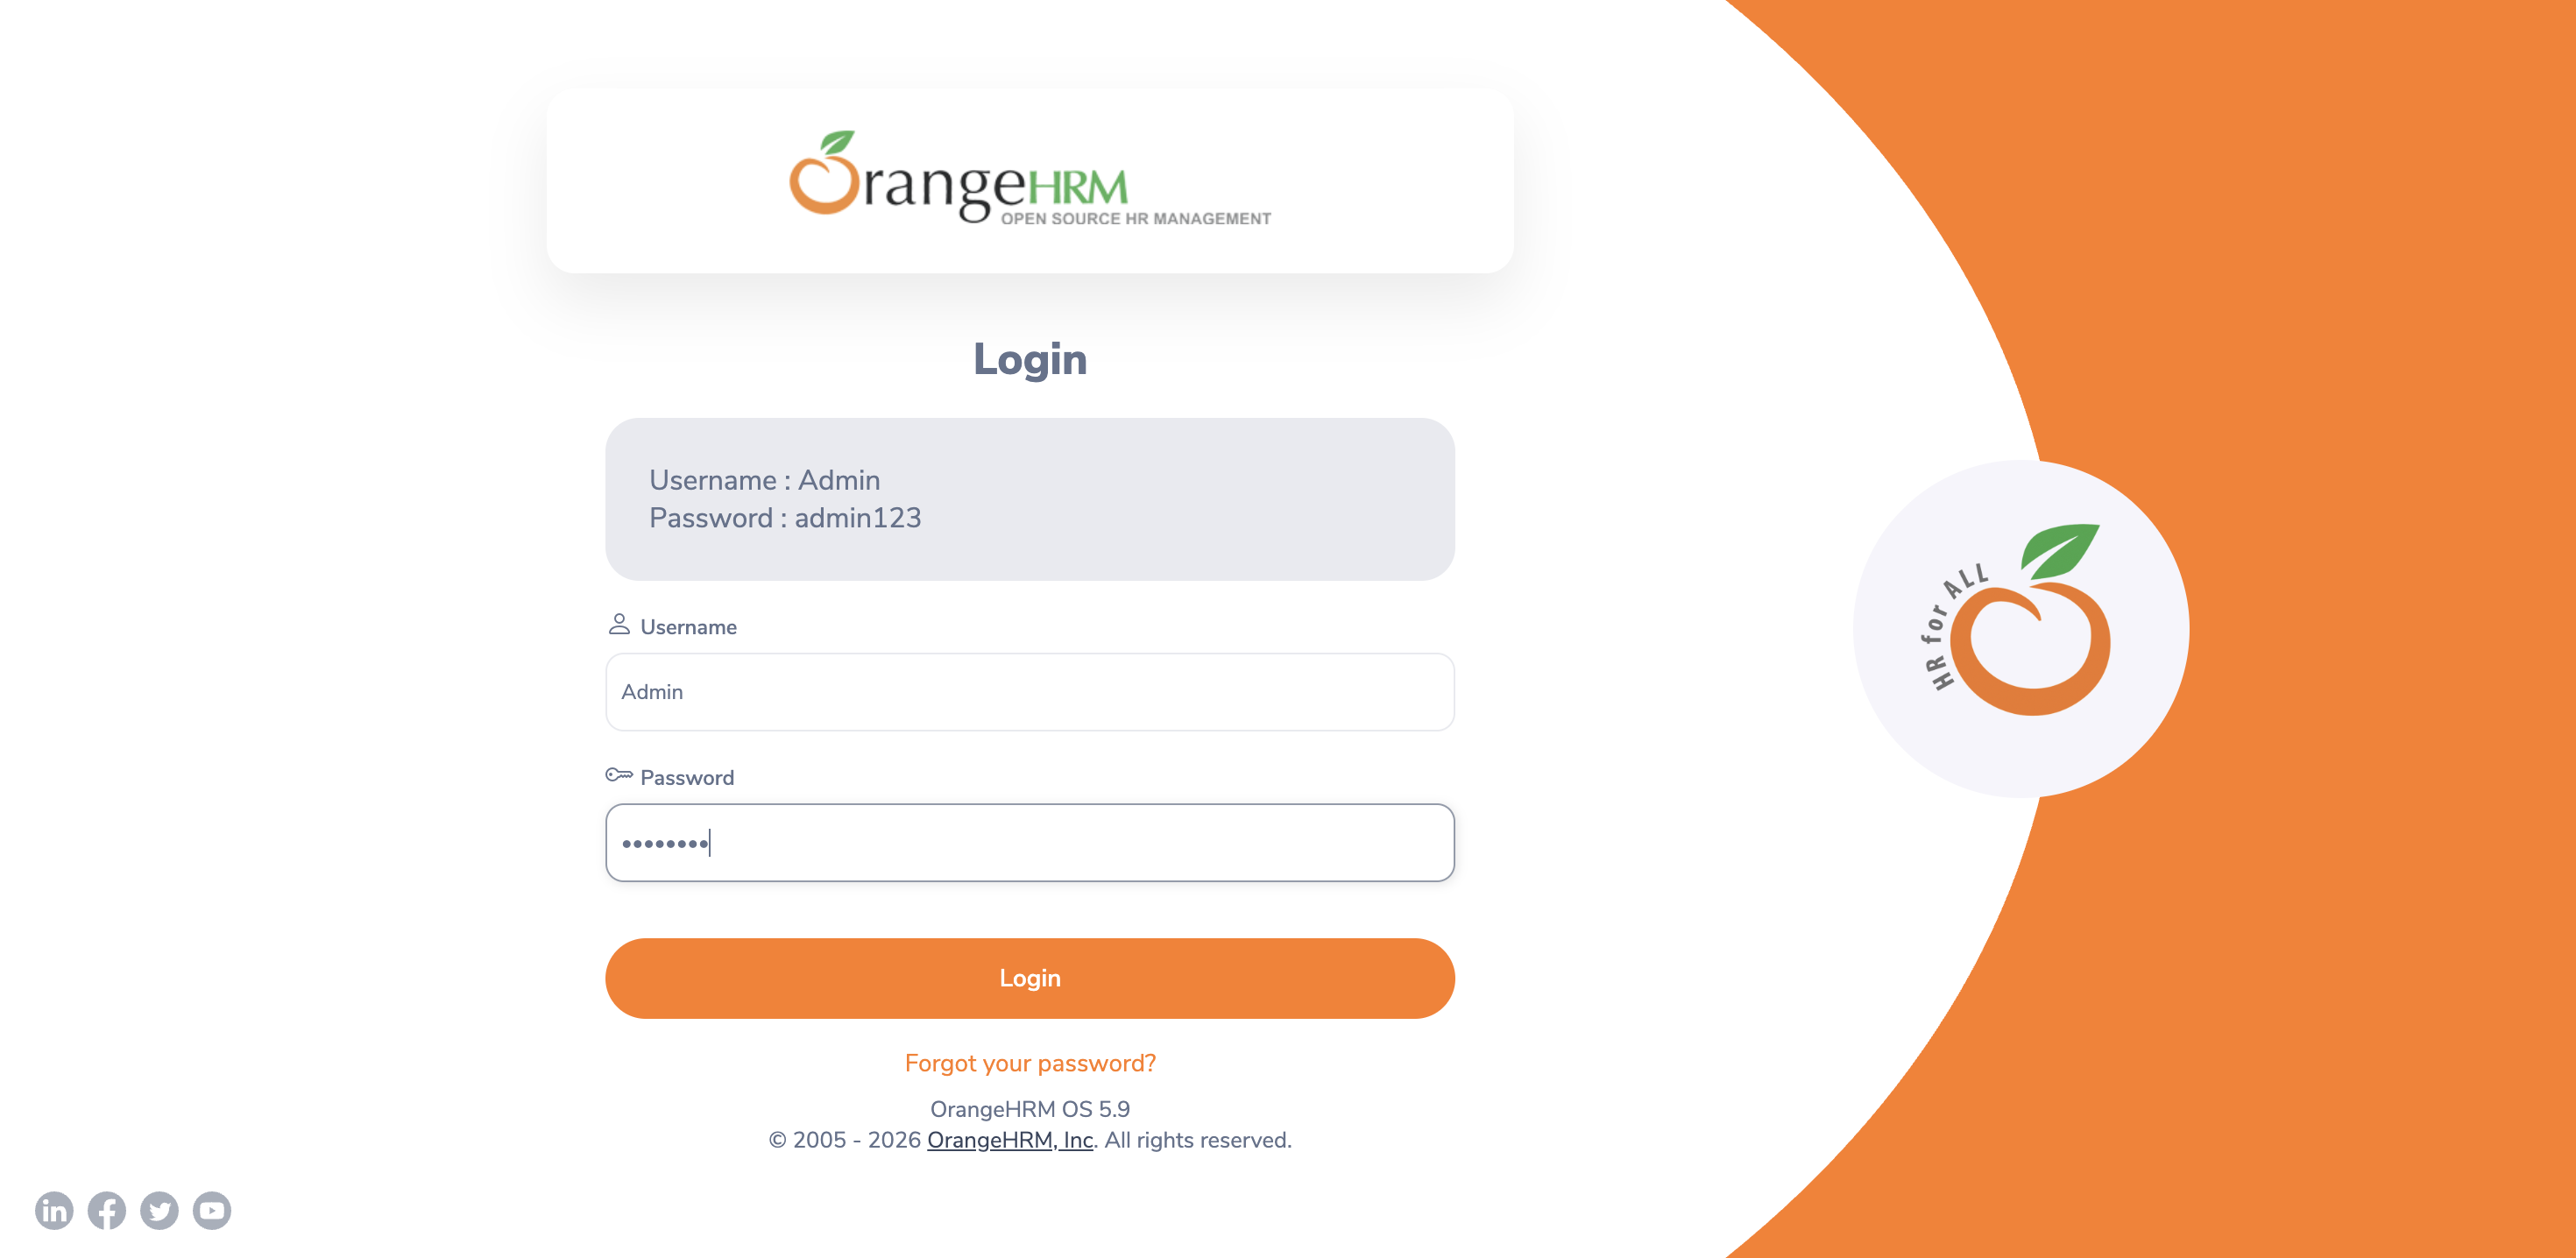 OrangeHRM
OPEN SOURCE HR MANAGEMENT
Login
Username : Admin
Password : admin123
Username
Admin
Password
••••••••
Login
Forgot your password?
OrangeHRM OS 5.9
© 2005 - 2026 OrangeHRM, Inc. All rights reserved.
HR for ALL